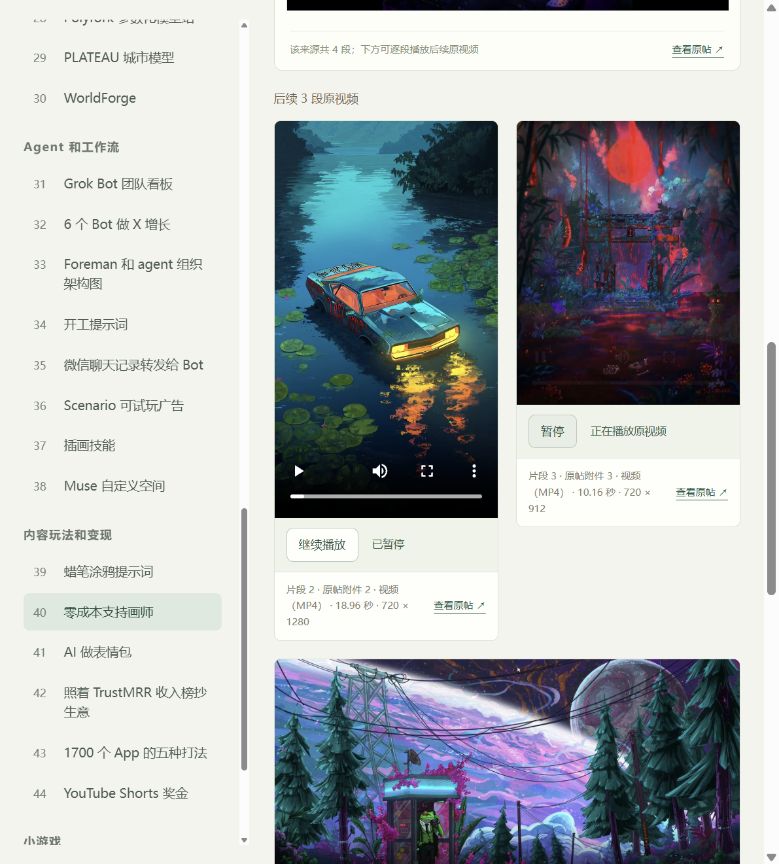 29 PLATEAU 城市模型
30 WorldForge
Agent 和工作流
31 Grok Bot 团队看板
32 6 个 Bot 做 X 增长
33 Foreman 和 agent 组织
架构图
34 开工提示词
35 微信聊天记录转发给 Bot
36 Scenario 可试玩广告
37 插画技能
38 Muse 自定义空间
内容玩法和变现
39 蜡笔涂鸦提示词
40 零成本支持画师
41 AI 做表情包
42 照着 TrustMRR 收入榜抄
生意
43 1700 个 App 的五种打法
44 YouTube Shorts 奖金
小游戏
该来源共 4 段；下方可逐段播放后续原视频
查看原帖 ↗
后续 3 段原视频
继续播放 已暂停
片段 2 · 原帖附件 2 · 视频
（MP4） · 18.96 秒 · 720 ×
1280
查看原帖 ↗
暂停 正在播放原视频
片段 3 · 原帖附件 3 · 视频
（MP4） · 10.16 秒 · 720 ×
912
查看原帖 ↗